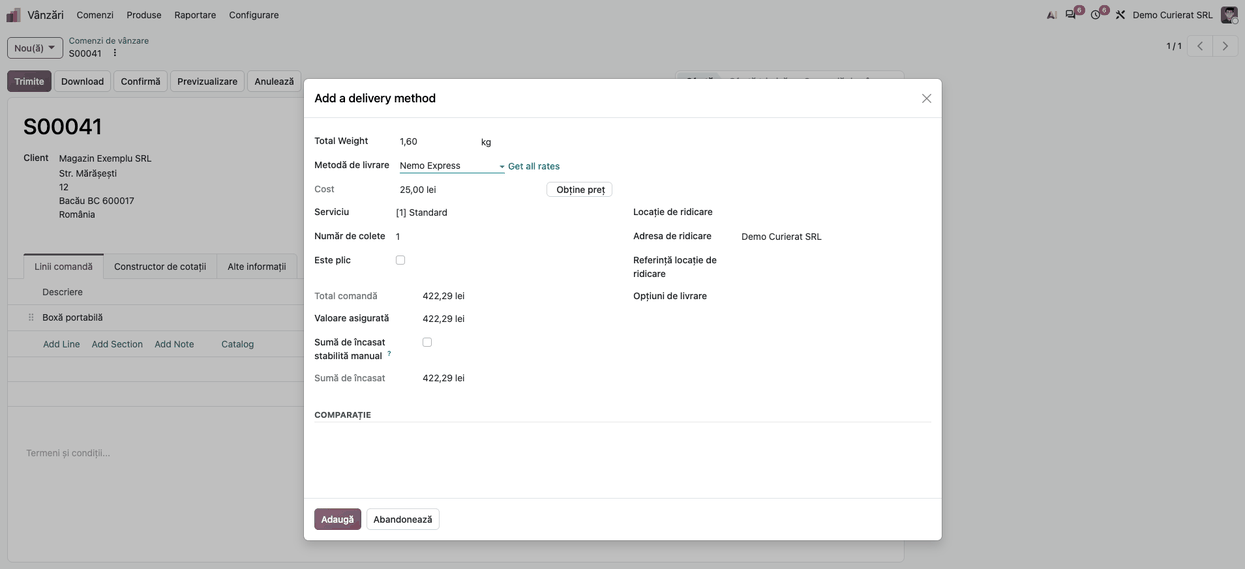 Vânzări Comenzi Produse Raportare Configurare 6 6 Demo Curierat SRL
Nou(ă) Comenzi de vânzare
S00041 1 / 1
Trimite Download Confirmă Previzualizare Anulează
Add a delivery method
S00041
Client Magazin Exemplu SRL
Str. Mărășești
12
Bacău BC 600017
România
Linii comandă Constructor de cotații Alte informații
Descriere
Boxă portabilă
Add Line Add Section Add Note Catalog
Termeni și condiții...
Total Weight 1,60 kg
Metodă de livrare Nemo Express Get all rates
Cost 25,00 lei Obține preț
Serviciu [1] Standard Locație de ridicare
Număr de colete 1 Adresa de ridicare Demo Curierat SRL
Este plic Referință locație de
ridicare
Total comandă 422,29 lei Opțiuni de livrare
Valoare asigurată 422,29 lei
Sumă de încasat
stabilită manual ?
Sumă de încasat 422,29 lei
COMPARAȚIE
Adaugă Abandonează